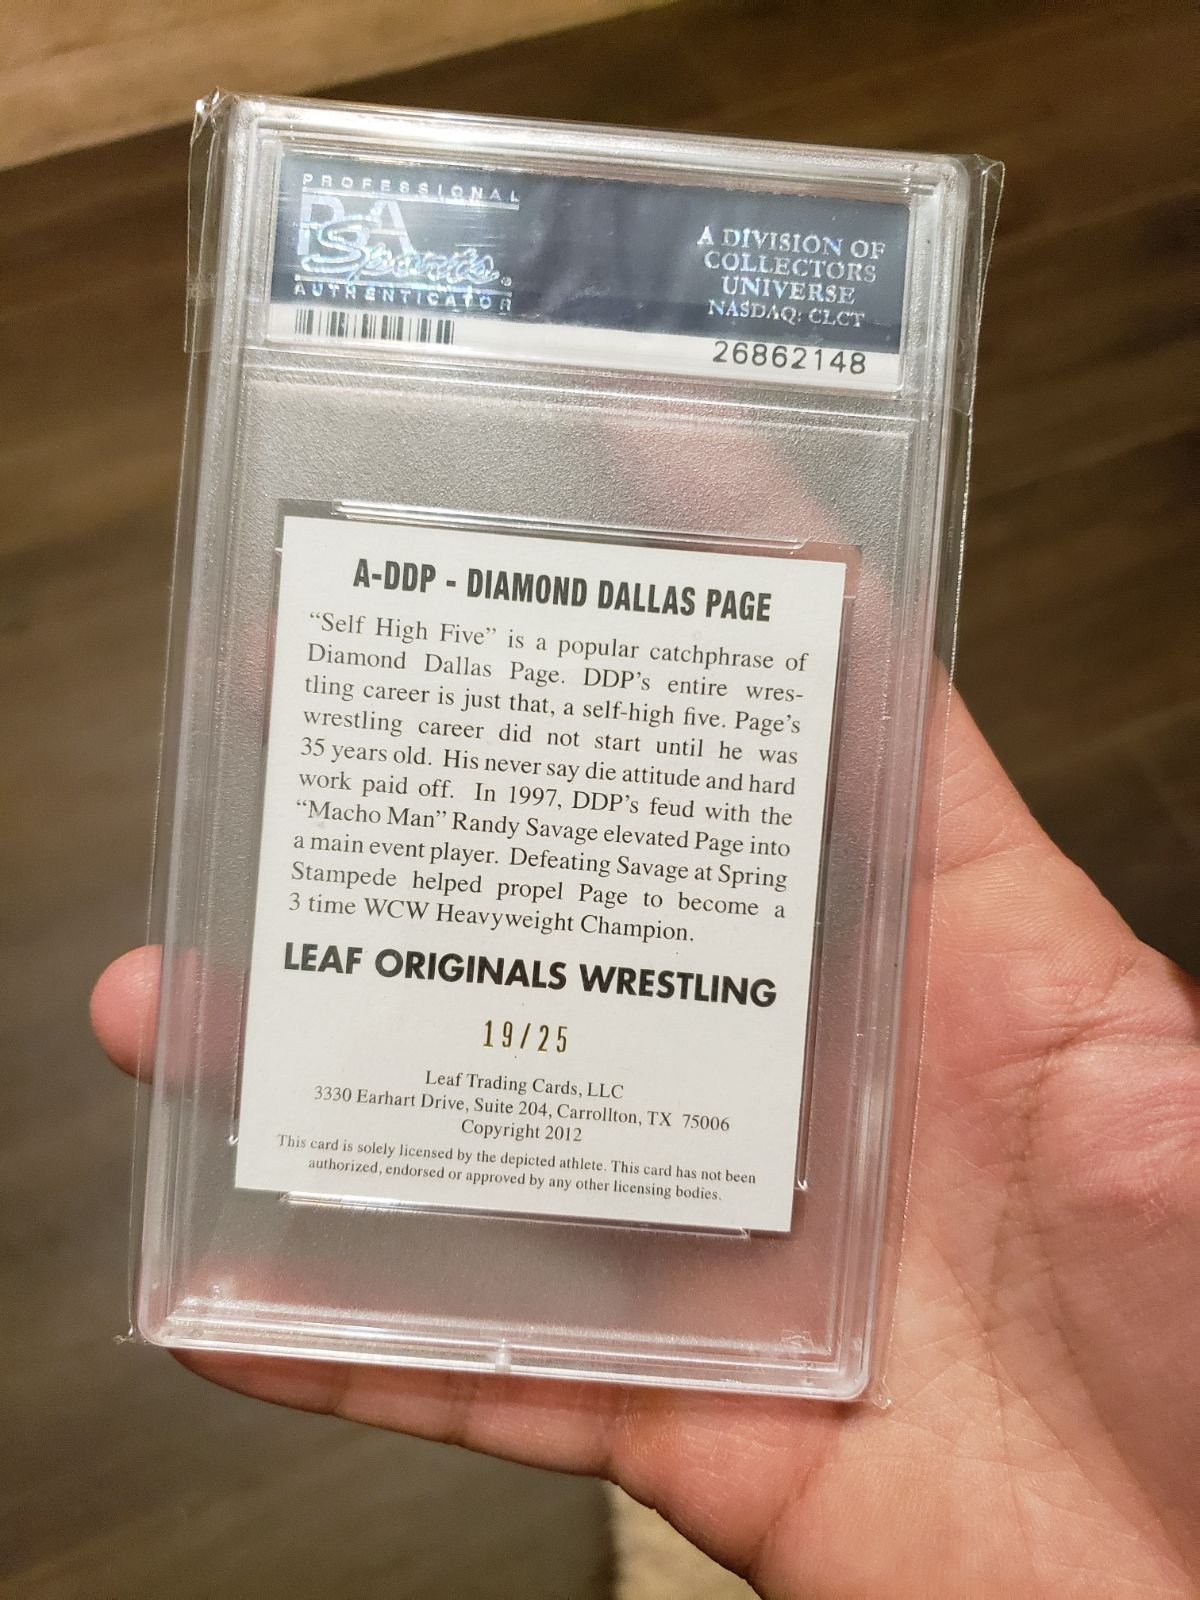 PROFESSIONAL
PSA
Sports
AUTHENTICATOR
A DIVISION OF
COLLECTORS
UNIVERSE
NASDAQ: CLCT
26862148
A-DDP - DIAMOND DALLAS PAGE
“Self High Five” is a popular catchphrase of
Diamond Dallas Page. DDP’s entire wres-
tling career is just that, a self-high five. Page’s
wrestling career did not start until he was
35 years old. His never say die attitude and hard
work paid off. In 1997, DDP’s feud with the
“Macho Man” Randy Savage elevated Page into
a main event player. Defeating Savage at Spring
Stampede helped propel Page to become a
3 time WCW Heavyweight Champion.
LEAF ORIGINALS WRESTLING
19/25
Leaf Trading Cards, LLC
3330 Earhart Drive, Suite 204, Carrollton, TX 75006
Copyright 2012
This card is solely licensed by the depicted athlete. This card has not been
authorized, endorsed or approved by any other licensing bodies.